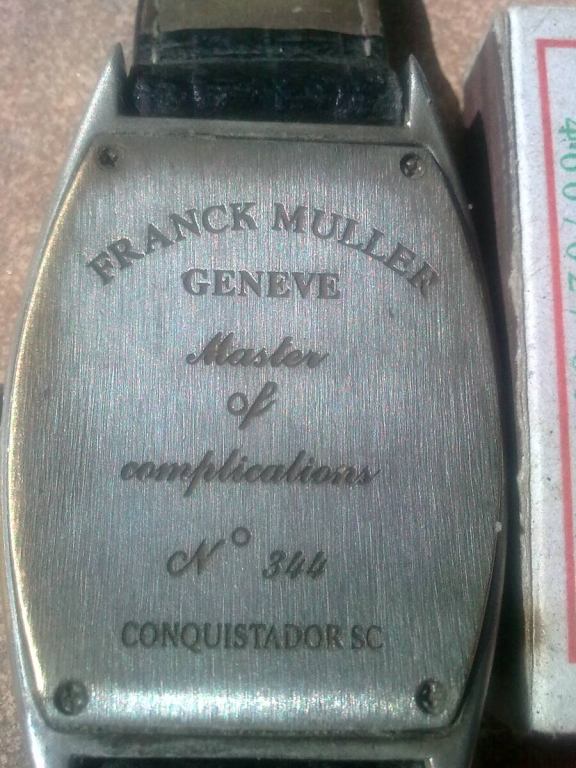 FRANCK MULLER
GENEVE
Master
of
complications
N° 344
CONQUISTADOR SC